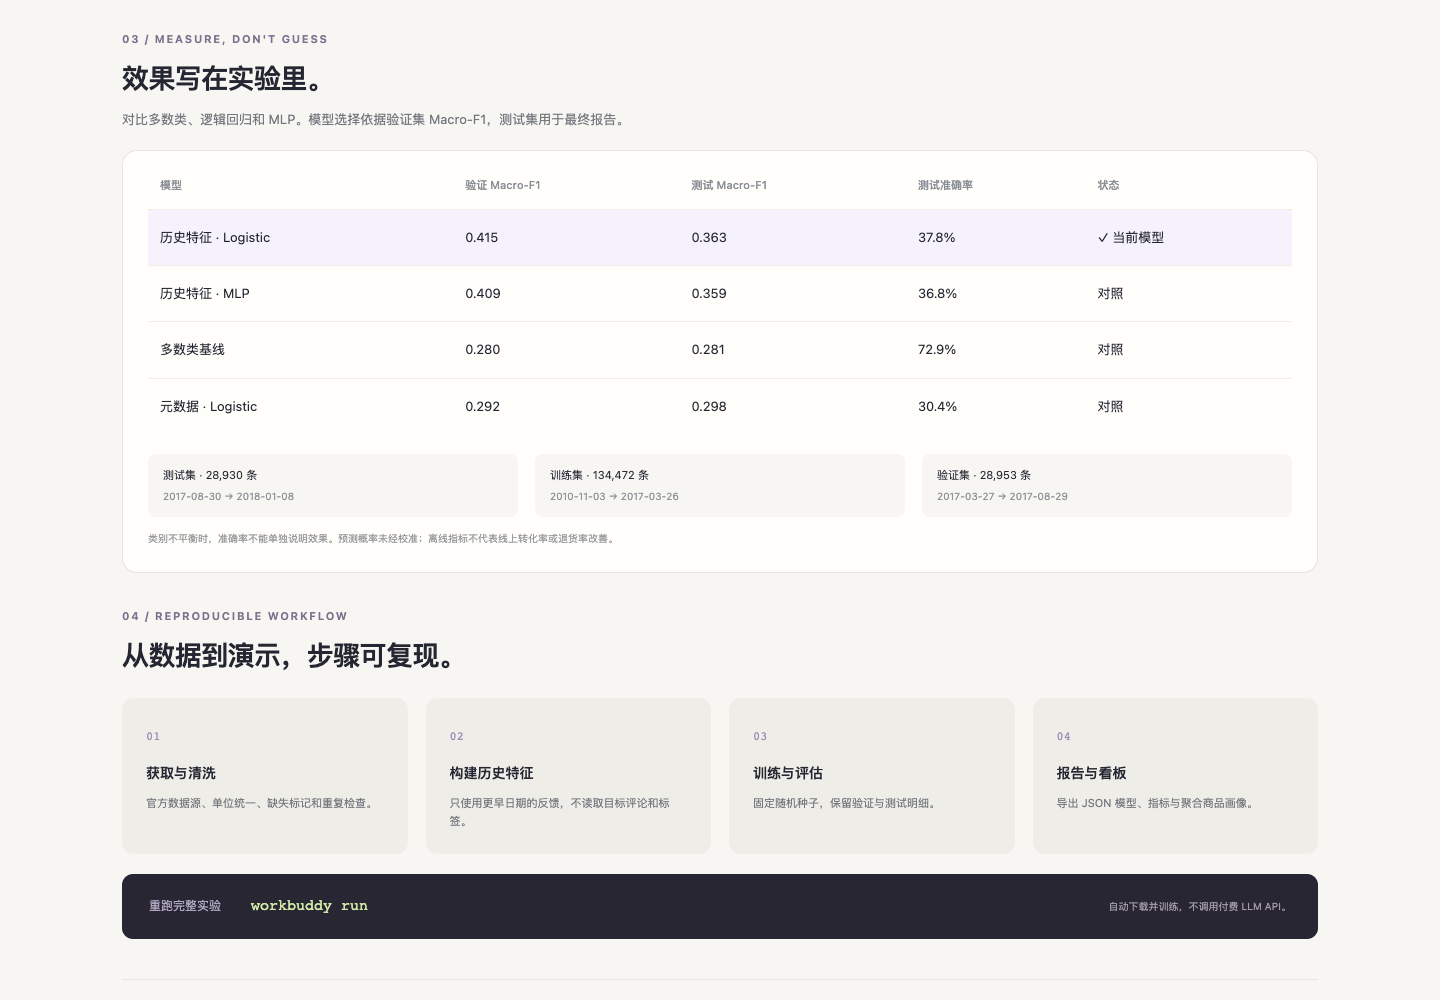 03 / MEASURE, DON'T GUESS
效果写在实验里。
对比多数类、逻辑回归和 MLP。模型选择依据验证集 Macro-F1，测试集用于最终报告。
模型 验证 Macro-F1 测试 Macro-F1 测试准确率 状态
历史特征 · Logistic 0.415 0.363 37.8% ✓ 当前模型
历史特征 · MLP 0.409 0.359 36.8% 对照
多数类基线 0.280 0.281 72.9% 对照
元数据 · Logistic 0.292 0.298 30.4% 对照
测试集 · 28,930 条
2017-08-30 → 2018-01-08
训练集 · 134,472 条
2010-11-03 → 2017-03-26
验证集 · 28,953 条
2017-03-27 → 2017-08-29
类别不平衡时，准确率不能单独说明效果。预测概率未经校准；离线指标不代表线上转化率或退货率改善。
04 / REPRODUCIBLE WORKFLOW
从数据到演示，步骤可复现。
01
获取与清洗
官方数据源、单位统一、缺失标记和重复检查。
02
构建历史特征
只使用更早日期的反馈，不读取目标评论和标
签。
03
训练与评估
固定随机种子，保留验证与测试明细。
04
报告与看板
导出 JSON 模型、指标与聚合商品画像。
重跑完整实验 workbuddy run 自动下载并训练，不调用付费 LLM API。